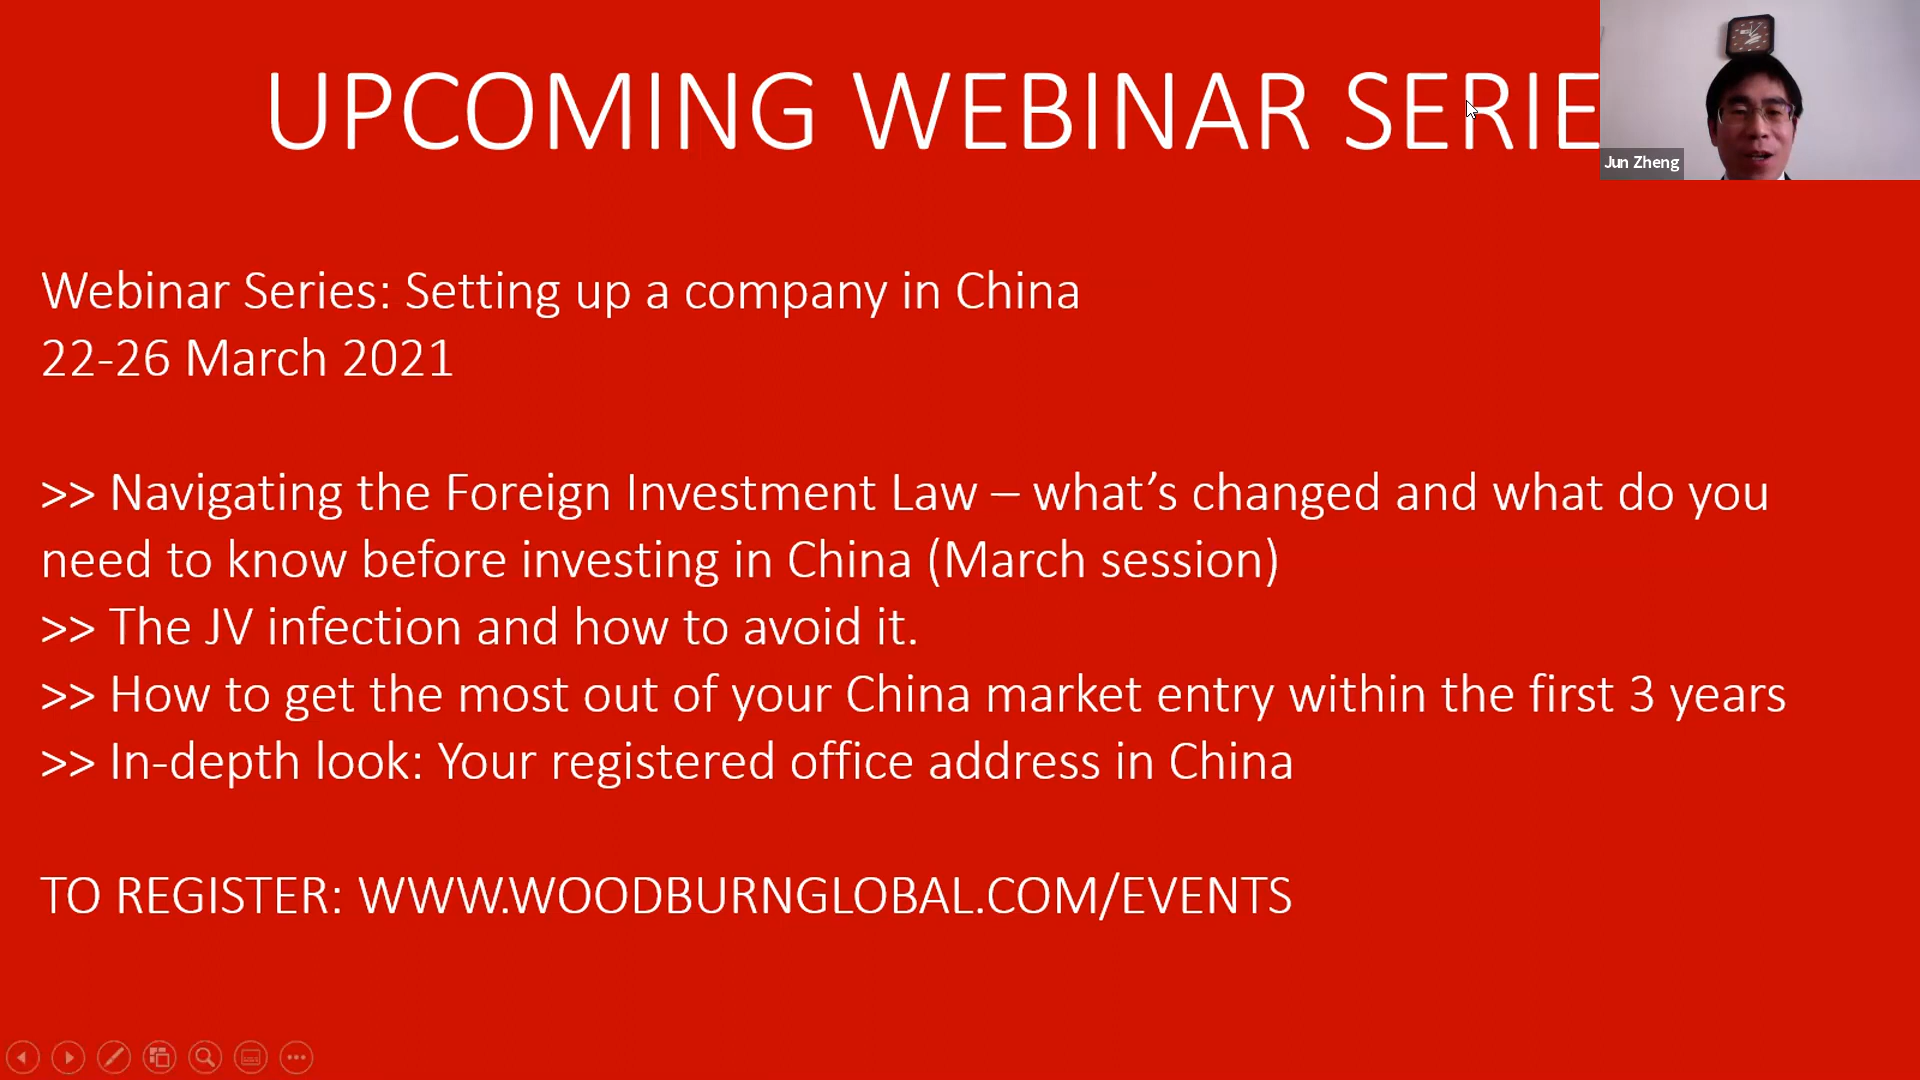 UPCOMING WEBINAR SERIE
Jun Zheng
Webinar Series: Setting up a company in China
22-26 March 2021
>> Navigating the Foreign Investment Law – what’s changed and what do you
need to know before investing in China (March session)
>> The JV infection and how to avoid it.
>> How to get the most out of your China market entry within the first 3 years
>> In-depth look: Your registered office address in China
TO REGISTER: WWW.WOODBURNGLOBAL.COM/EVENTS